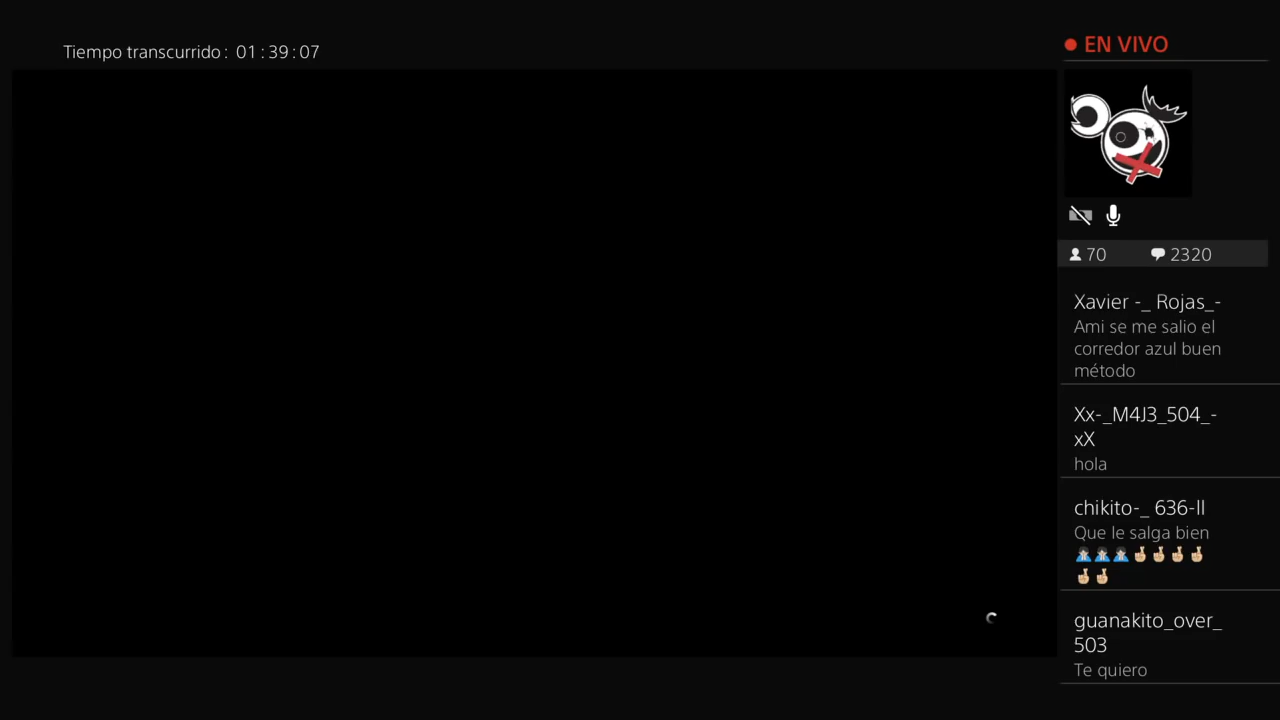 Tiempo transcurrido : 01 : 39 : 07
EN VIVO
70 2320
Xavier -_ Rojas_-
Ami se me salio el
corredor azul buen
método
Xx-_M4J3_504_-
xX
hola
chikito-_ 636-ll
Que le salga bien
🤦🏻‍♂️🤦🏻‍♂️🤦🏻‍♂️🤞🏼🤞🏼🤞🏼🤞🏼
🤞🏼🤞🏼
guanakito_over_
503
Te quiero